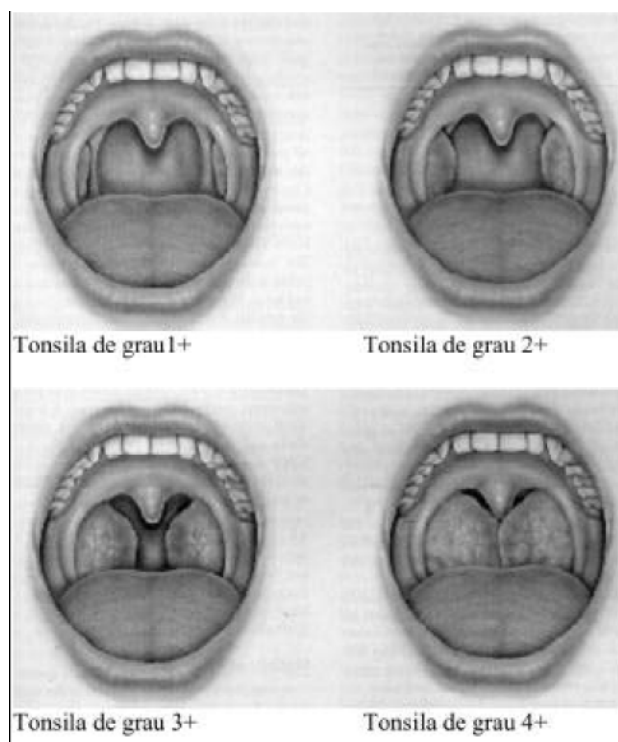 Tonsila de grau1+
Tonsila de grau 2+
Tonsila de grau 3+
Tonsila de grau 4+